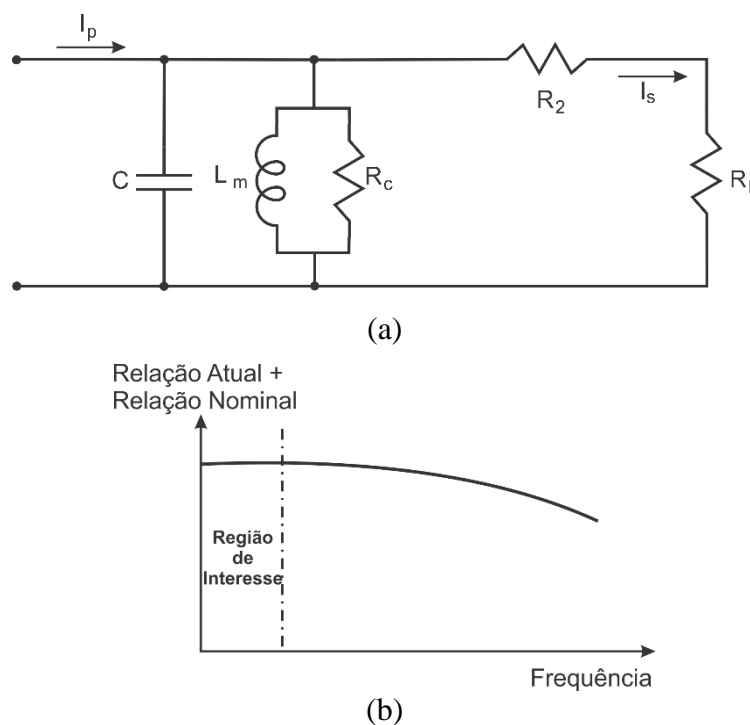 Ip
C
Lm
Rc
R2
Is
(a)
Relação Atual +
Relação Nominal
Região
de
Interesse
Frequência
(b)